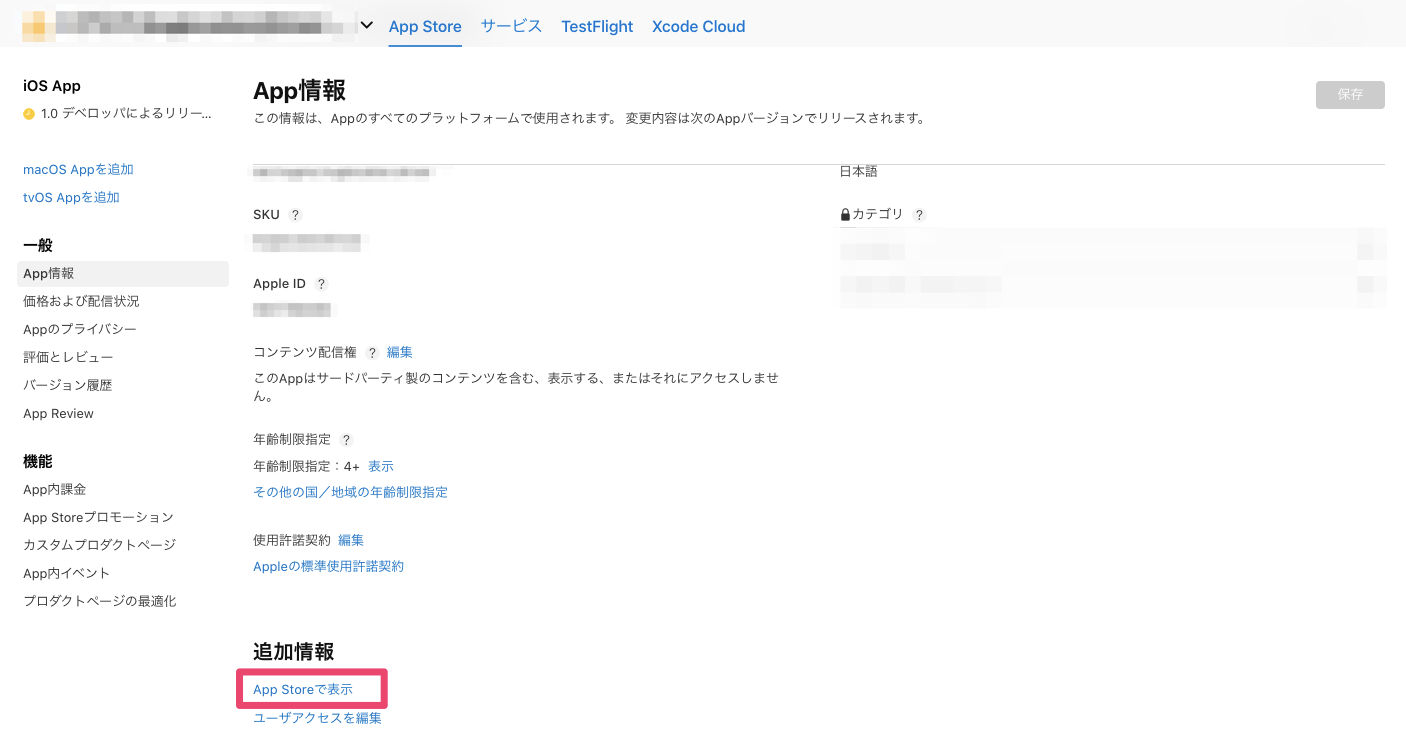 App Store サービス TestFlight Xcode Cloud
iOS App
1.0 デベロッパによるリリー...
macOS Appを追加
tvOS Appを追加
一般
App情報
価格および配信状況
Appのプライバシー
評価とレビュー
バージョン履歴
App Review
機能
App内課金
App Storeプロモーション
カスタムプロダクトページ
App内イベント
プロダクトページの最適化
App情報
保存
この情報は、Appのすべてのプラットフォームで使用されます。 変更内容は次のAppバージョンでリリースされます。
SKU ?
Apple ID ?
コンテンツ配信権 ? 編集
このAppはサードパーティ製のコンテンツを含む、表示する、またはそれにアクセスしませ
ん。
年齢制限指定 ?
年齢制限指定：4+ 表示
その他の国／地域の年齢制限指定
使用許諾契約 編集
Appleの標準使用許諾契約
日本語
カテゴリ ?
追加情報
App Storeで表示
ユーザアクセスを編集